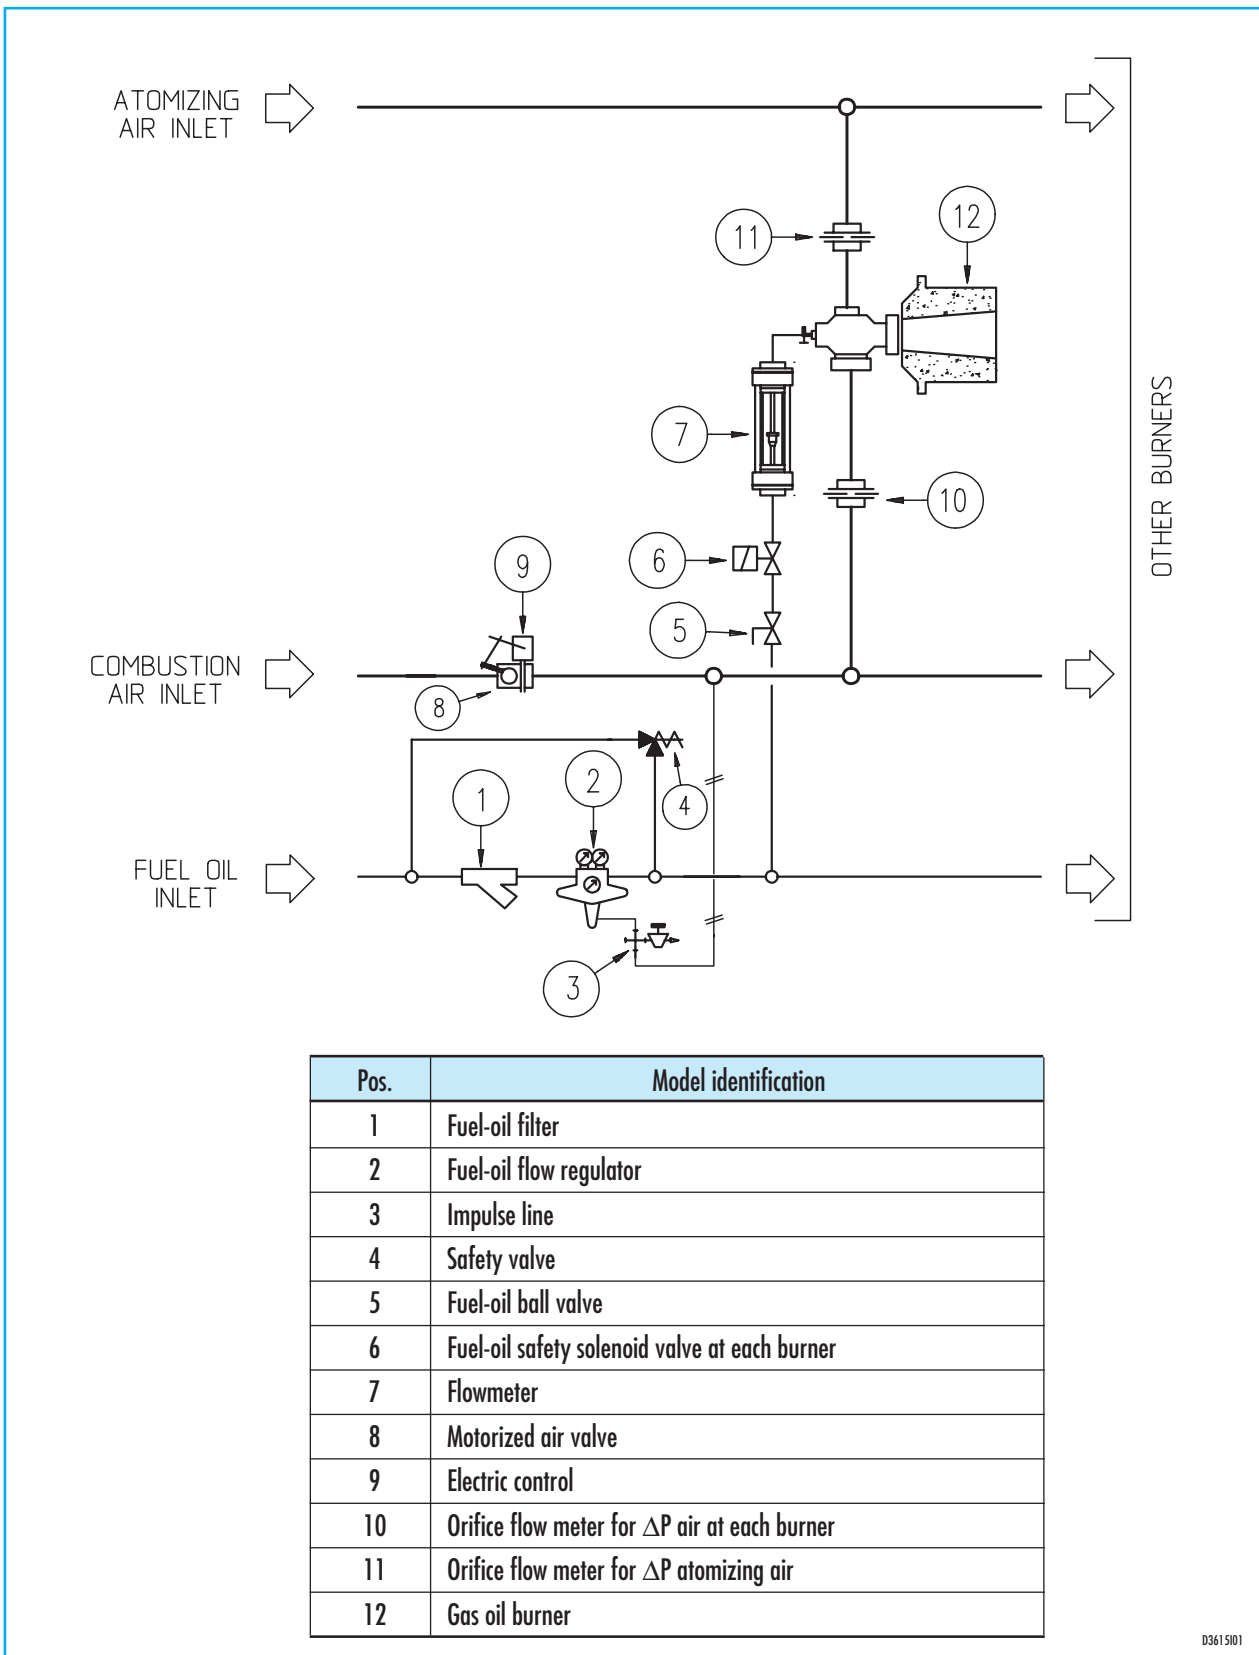 ATOMIZING
AIR INLET
11
12
7
10
OTHER BURNERS
6
9
5
COMBUSTION
AIR INLET
8
2
1
4
FUEL OIL
INLET
3
Pos. Model identification
1 Fuel-oil filter
2 Fuel-oil flow regulator
3 Impulse line
4 Safety valve
5 Fuel-oil ball valve
6 Fuel-oil safety solenoid valve at each burner
7 Flowmeter
8 Motorized air valve
9 Electric control
10 Orifice flow meter for ∆P air at each burner
11 Orifice flow meter for ∆P atomizing air
12 Gas oil burner
D3615I01